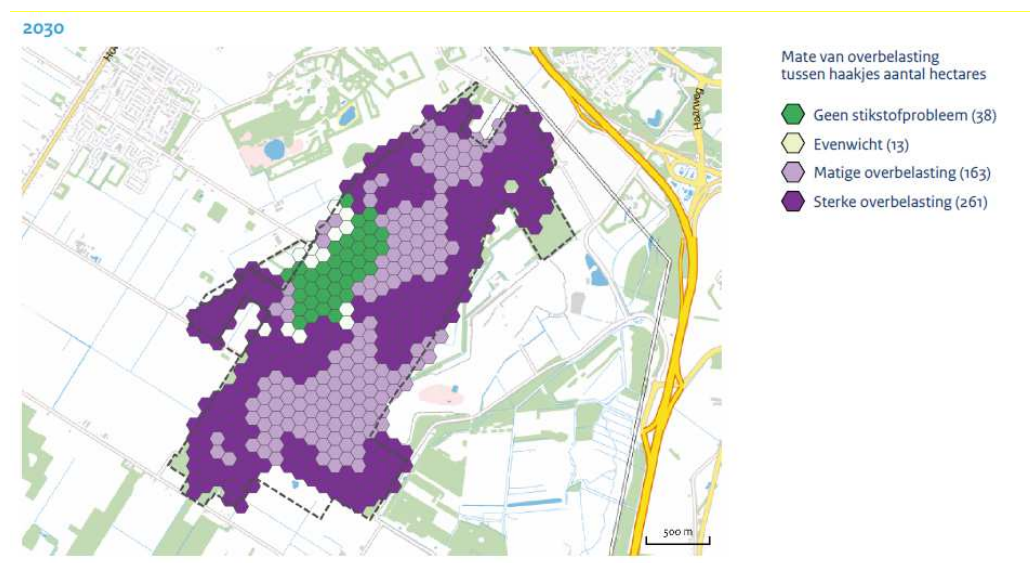 2030
Mate van overbelasting
tussen haakjes aantal hectares
Geen stikstofprobleem (38)
Evenwicht (13)
Matige overbelasting (163)
Sterke overbelasting (261)
500 m